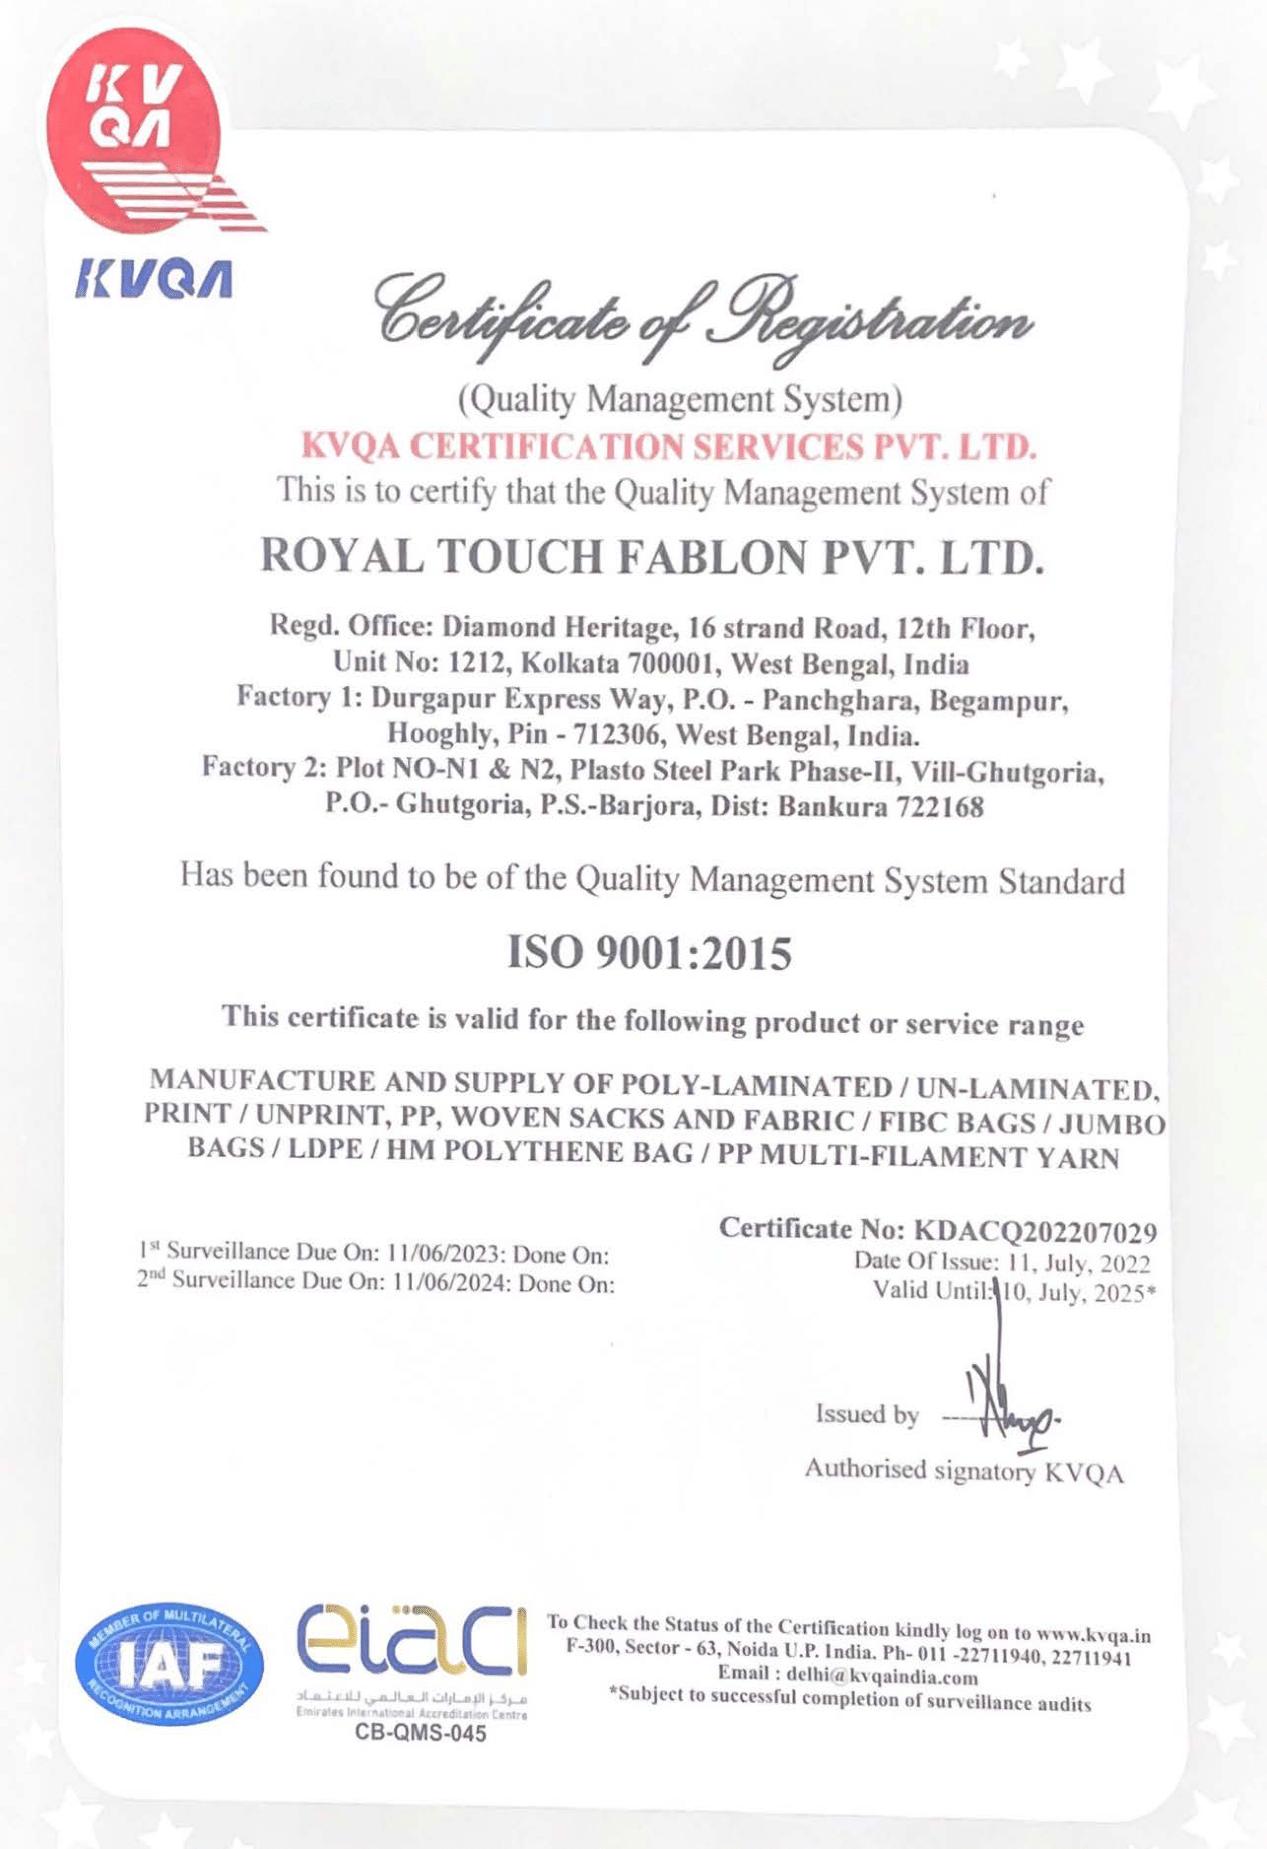 KV
QA
KVQA
Certificate of Registration
(Quality Management System)
KVQA CERTIFICATION SERVICES PVT. LTD.
This is to certify that the Quality Management System of
ROYAL TOUCH FABLON PVT. LTD.
Regd. Office: Diamond Heritage, 16 strand Road, 12th Floor,
Unit No: 1212, Kolkata 700001, West Bengal, India
Factory 1: Durgapur Express Way, P.O. - Panchghara, Begampur,
Hooghly, Pin - 712306, West Bengal, India.
Factory 2: Plot NO-N1 & N2, Plasto Steel Park Phase-II, Vill-Ghutgoria,
P.O.- Ghutgoria, P.S.-Barjora, Dist: Bankura 722168
Has been found to be of the Quality Management System Standard
ISO 9001:2015
This certificate is valid for the following product or service range
MANUFACTURE AND SUPPLY OF POLY-LAMINATED / UN-LAMINATED,
PRINT / UNPRINT, PP, WOVEN SACKS AND FABRIC / FIBC BAGS / JUMBO
BAGS / LDPE / HM POLYTHENE BAG / PP MULTI-FILAMENT YARN
1st Surveillance Due On: 11/06/2023: Done On:
2nd Surveillance Due On: 11/06/2024: Done On:
Certificate No: KDACQ202207029
Date Of Issue: 11, July, 2022
Valid Until: 10, July, 2025*
Issued by
Authorised signatory KVQA
MEMBER OF MULTILATERAL
IAF
RECOGNITION ARRANGEMENT
eiac
مركز الإمارات العالمي للاعتماد
Emirates International Accreditation Centre
CB-QMS-045
To Check the Status of the Certification kindly log on to www.kvqa.in
F-300, Sector - 63, Noida U.P. India. Ph- 011 -22711940, 22711941
Email : delhi@kvqaindia.com
*Subject to successful completion of surveillance audits